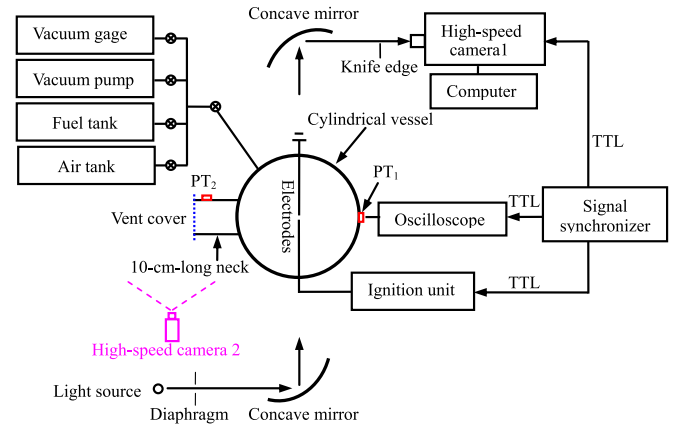 Vacuum gage
Vacuum pump
Fuel tank
Air tank
Concave mirror
Knife edge
High-speed
camera1
Computer
Cylindrical vessel
TTL
PT2
PT1
Vent cover
Electrodes
Oscilloscope
TTL
Signal
synchronizer
10-cm-long neck
Ignition unit
TTL
High-speed camera 2
Light source
Diaphragm
Concave mirror